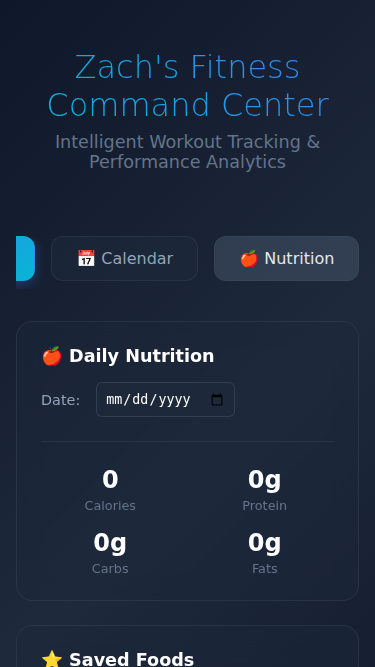 Zach's Fitness
Command Center
Intelligent Workout Tracking &
Performance Analytics
📅 Calendar
🍎 Nutrition
🍎 Daily Nutrition
Date: mm/dd/yyyy
0 0g
Calories Protein
0g 0g
Carbs Fats
⭐ Saved Foods